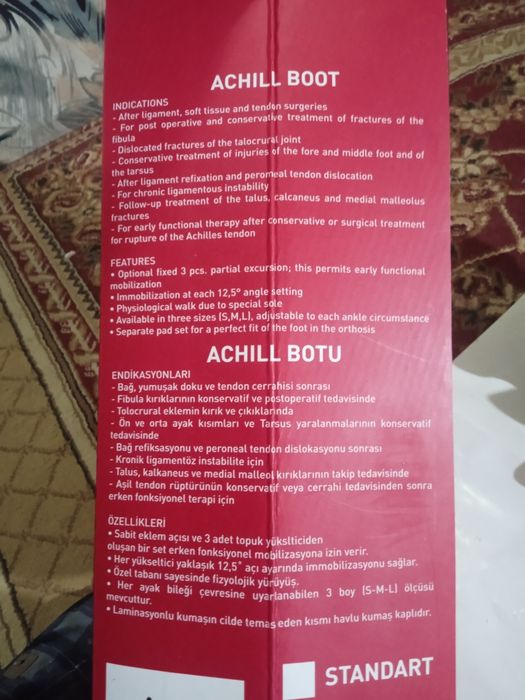 ACHILL BOOT
INDICATIONS
- After ligament, soft tissue and tendon surgeries
- For post operative and conservative treatment of fractures of the
fibula
- Dislocated fractures of the talocrural joint
- Conservative treatment of injuries of the fore and middle foot and of
the tarsus
- After ligament refixation and peromeal tendon dislocation
- For chronic ligamentous instability
- Follow-up treatment of the talus, calcaneus and medial malleolus
fractures
- For early functional therapy after conservative or surgical treatment
for rupture of the Achilles tendon
FEATURES
• Optional fixed 3 pcs. partial excursion; this permits early functional
mobilization
• Immobilization at each 12,5° angle setting
• Physiological walk due to special sole
• Available in three sizes (S,M,L), adjustable to each ankle circumstance
• Separate pad set for a perfect fit of the foot in the orthosis
ACHILL BOTU
ENDİKASYONLARI
- Bağ, yumuşak doku ve tendon cerrahisi sonrası
- Fibula kırıklarının konservatif ve postoperatif tedavisinde
- Tolocrural eklemin kırık ve çıkıklarında
- Ön ve orta ayak kısımları ve Tarsus yaralanmalarının konservatif
tedavisinde
- Bağ refiksasyonu ve peroneal tendon dislokasyonu sonrası
- Kronik ligamentöz instabilite için
- Talus, kalkaneus ve medial malleol kırıklarının takip tedavisinde
- Aşil tendon rüptürünün konservatif veya cerrahi tedavisinden sonra
erken fonksiyonel terapi için
ÖZELLİKLERİ
• Sabit eklem açısı ve 3 adet topuk yükslticiden
oluşan bir set erken fonksiyonel mobilizasyona izin verir.
• Her yükseltici yaklaşık 12,5° açı ayarında immobilizasyonu sağlar.
• Özel tabanı sayesinde fizyolojik yürüyüş.
• Her ayak bileği çevresine uyarlanabilen 3 boy (S-M-L) ölçüsü
mevcuttur.
• Laminasyonlu kumaşın cilde temas eden kısmı havlu kumaş kaplıdır.
STANDART